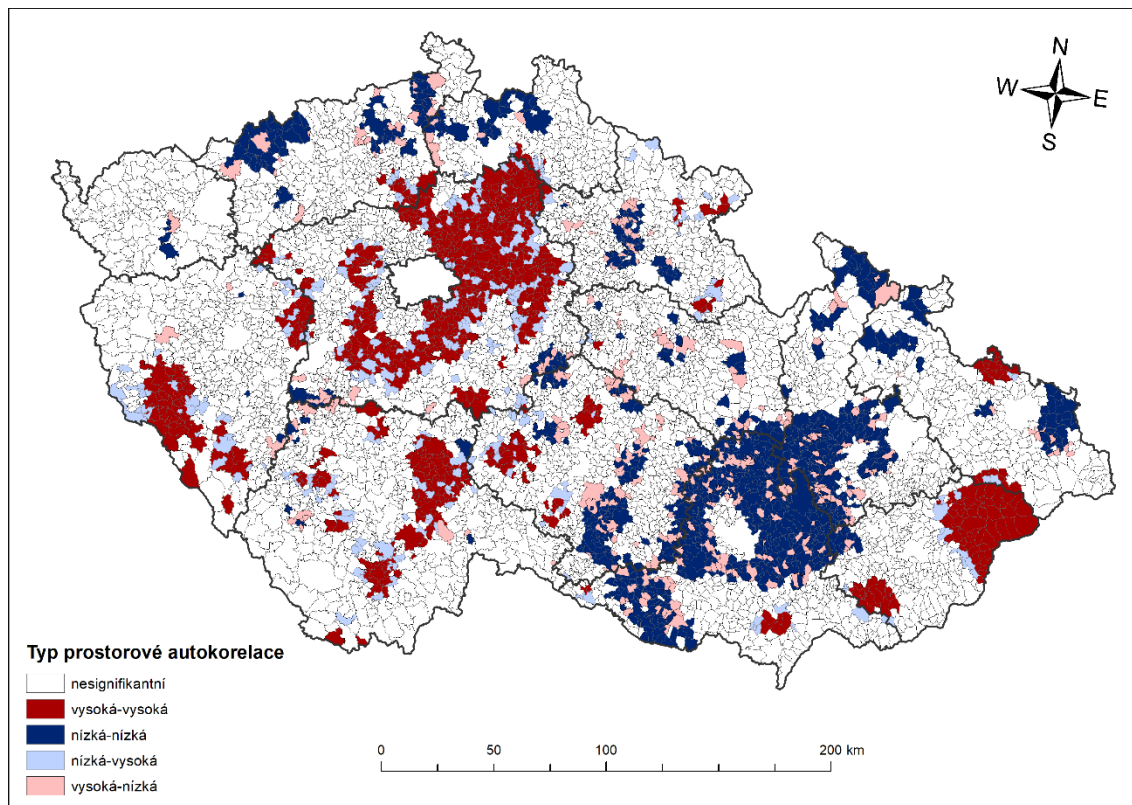 N
W E
S
Typ prostorové autokorelace
nesignifikantní
vysoká-vysoká
nízká-nízká
nízká-vysoká
vysoká-nízká
0 50 100 200 km